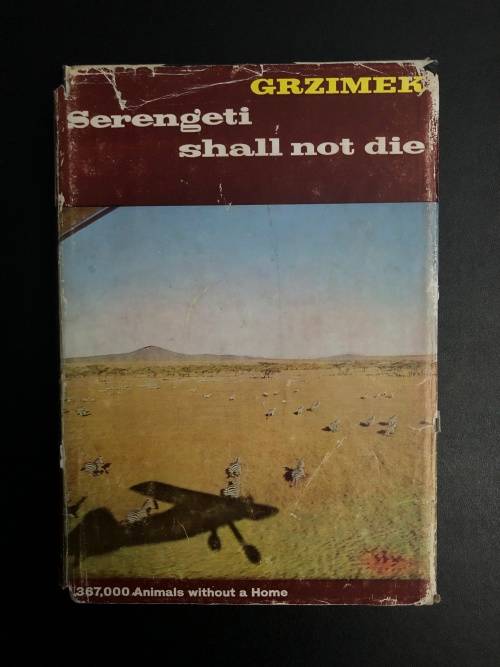 GRZIMEK
Serengeti
shall not die
367,000 Animals without a Home